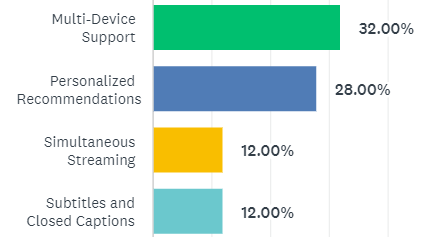 Multi-Device
Support
32.00%
Personalized
Recommendations
28.00%
Simultaneous
Streaming
12.00%
Subtitles and
Closed Captions
12.00%